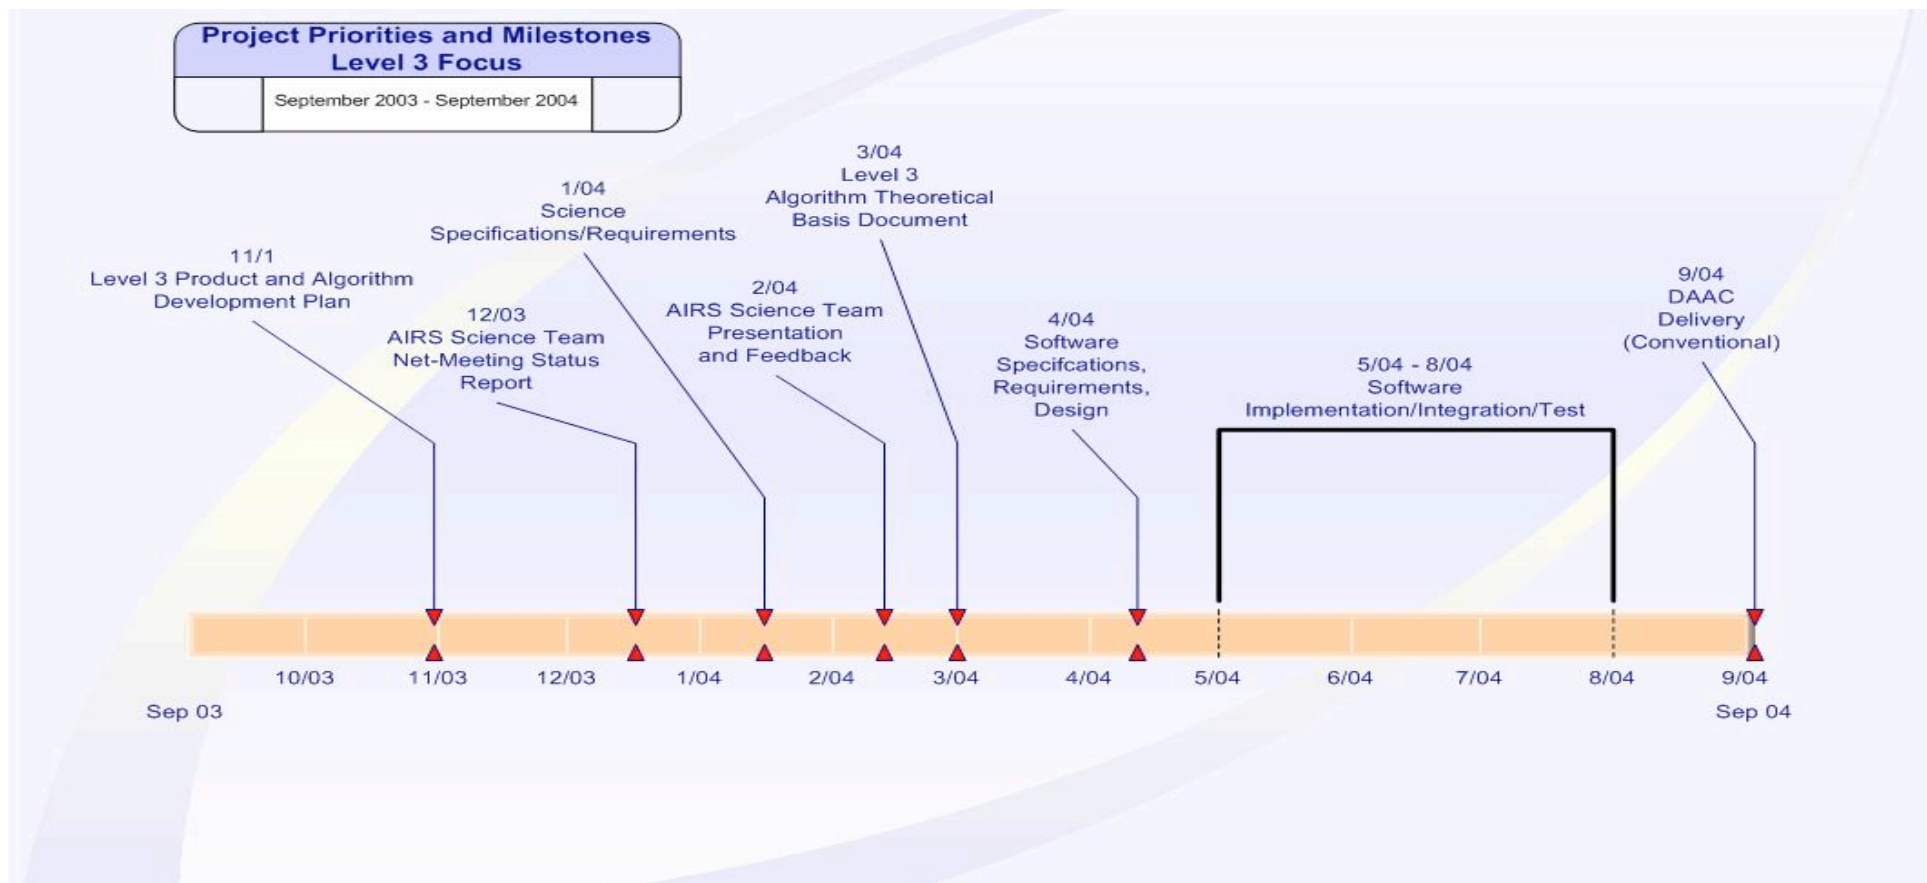 Project Priorities and Milestones
Level 3 Focus
September 2003 - September 2004
11/1
Level 3 Product and Algorithm
Development Plan
12/03
AIRS Science Team
Net-Meeting Status
Report
1/04
Science
Specifications/Requirements
2/04
AIRS Science Team
Presentation
and Feedback
3/04
Level 3
Algorithm Theoretical
Basis Document
4/04
Software
Specifcations,
Requirements,
Design
5/04 - 8/04
Software
Implementation/Integration/Test
9/04
DAAC
Delivery
(Conventional)
10/03
11/03
12/03
1/04
2/04
3/04
4/04
5/04
6/04
7/04
8/04
9/04
Sep 03
Sep 04